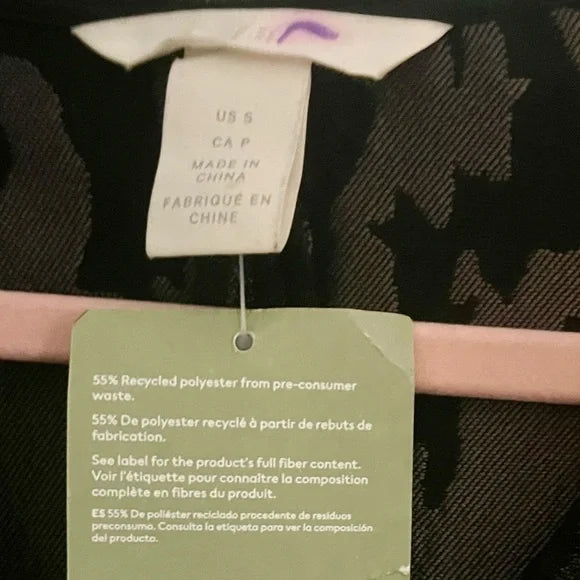 US S
CA P
MADE IN
CHINA
FABRIQUÉ EN
CHINE
55% Recycled polyester from pre-consumer
waste.
55% De polyester recyclé à partir de rebuts de
fabrication.
See label for the product's full fiber content.
Voir l'étiquette pour connaître la composition
complète en fibres du produit.
ES 55% De poliéster reciclado procedente de residuos
preconsumo. Consulta la etiqueta para ver la composición
del producto.